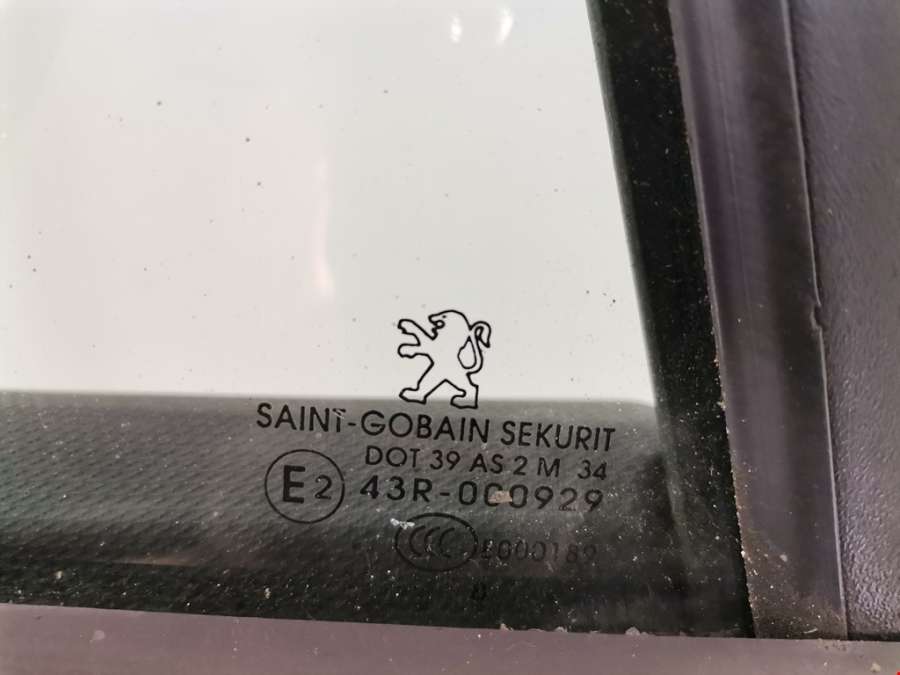 SAINT-GOBAIN SEKURIT
DOT 39 AS 2 M 34
E2 43R-000929
CCC E000189